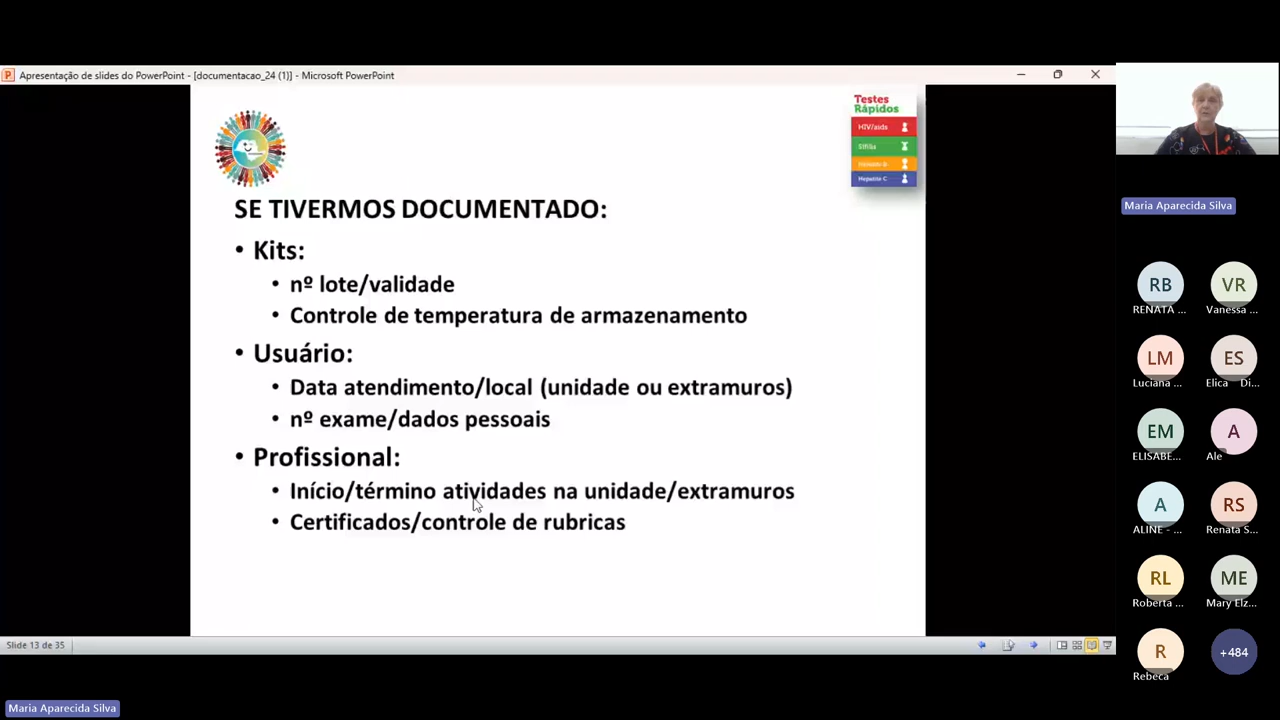 Apresentação de slides do PowerPoint - [documentacao_24 (1)] - Microsoft PowerPoint
Testes
Rápidos
HIV/aids
Sífilis
Hepatite B
Hepatite C
SE TIVERMOS DOCUMENTADO:
• Kits:
• nº lote/validade
• Controle de temperatura de armazenamento
• Usuário:
• Data atendimento/local (unidade ou extramuros)
• nº exame/dados pessoais
• Profissional:
• Início/término atividades na unidade/extramuros
• Certificados/controle de rubricas
Slide 13 de 35
Maria Aparecida Silva
Maria Aparecida Silva
RB
RENATA ...
VR
Vanessa ...
LM
Luciana ...
ES
Elica Di...
EM
ELISABE...
A
Ale
A
ALINE - ...
RS
Renata S...
RL
Roberta ...
ME
Mary Elz...
R
Rebeca
+484